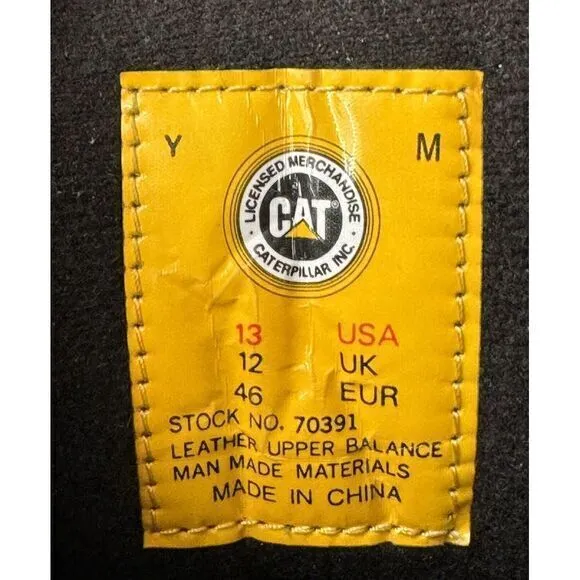 Y M
· LICENSED MERCHANDISE ·
CAT®
CATERPILLAR INC.
13 USA
12 UK
46 EUR
STOCK NO. 70391
LEATHER UPPER BALANCE
MAN MADE MATERIALS
MADE IN CHINA